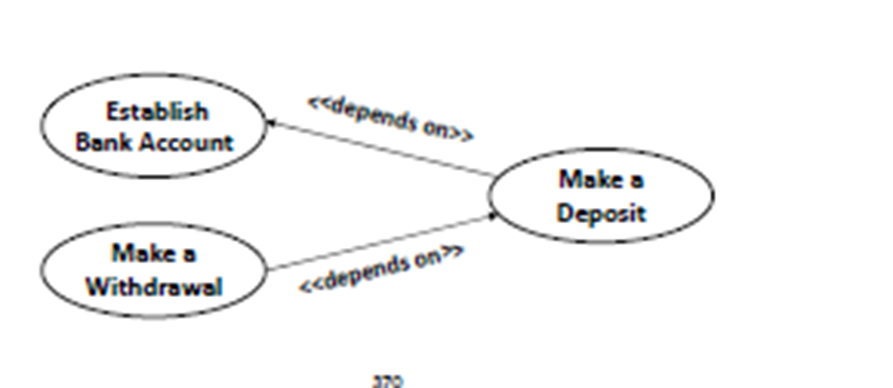 Establish
Bank Account
<<depends on>>
Make a
Deposit
Make a
Withdrawal
<<depends on>>
370